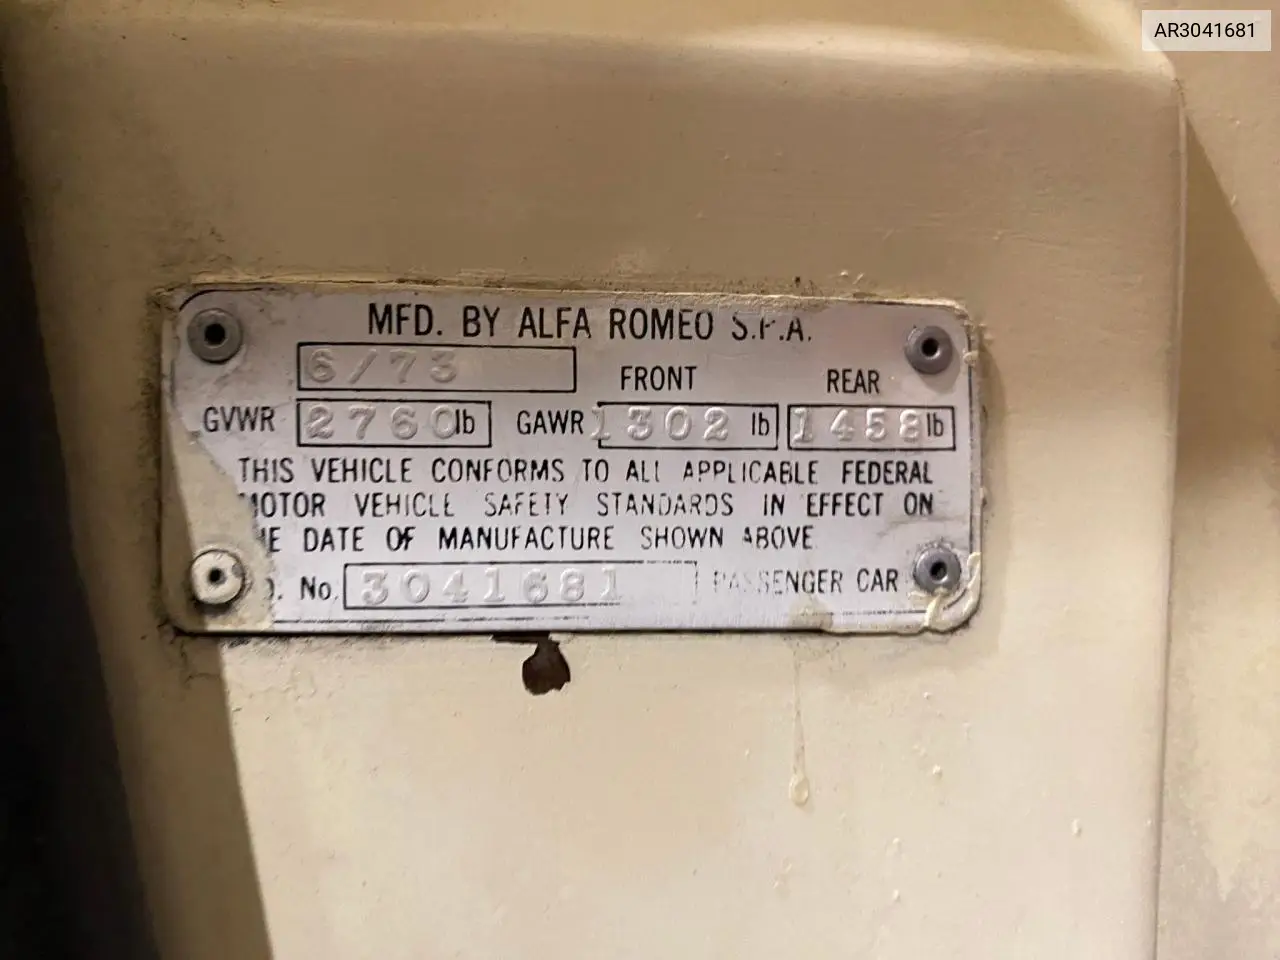 AR3041681
MFD. BY ALFA ROMEO S.P.A.
6/73
FRONT REAR
GVWR 2760 lb GAWR 1302 lb 1458 lb
THIS VEHICLE CONFORMS TO ALL APPLICABLE FEDERAL
MOTOR VEHICLE SAFETY STANDARDS IN EFFECT ON
DATE OF MANUFACTURE SHOWN ABOVE
No. 3041681 PASSENGER CAR